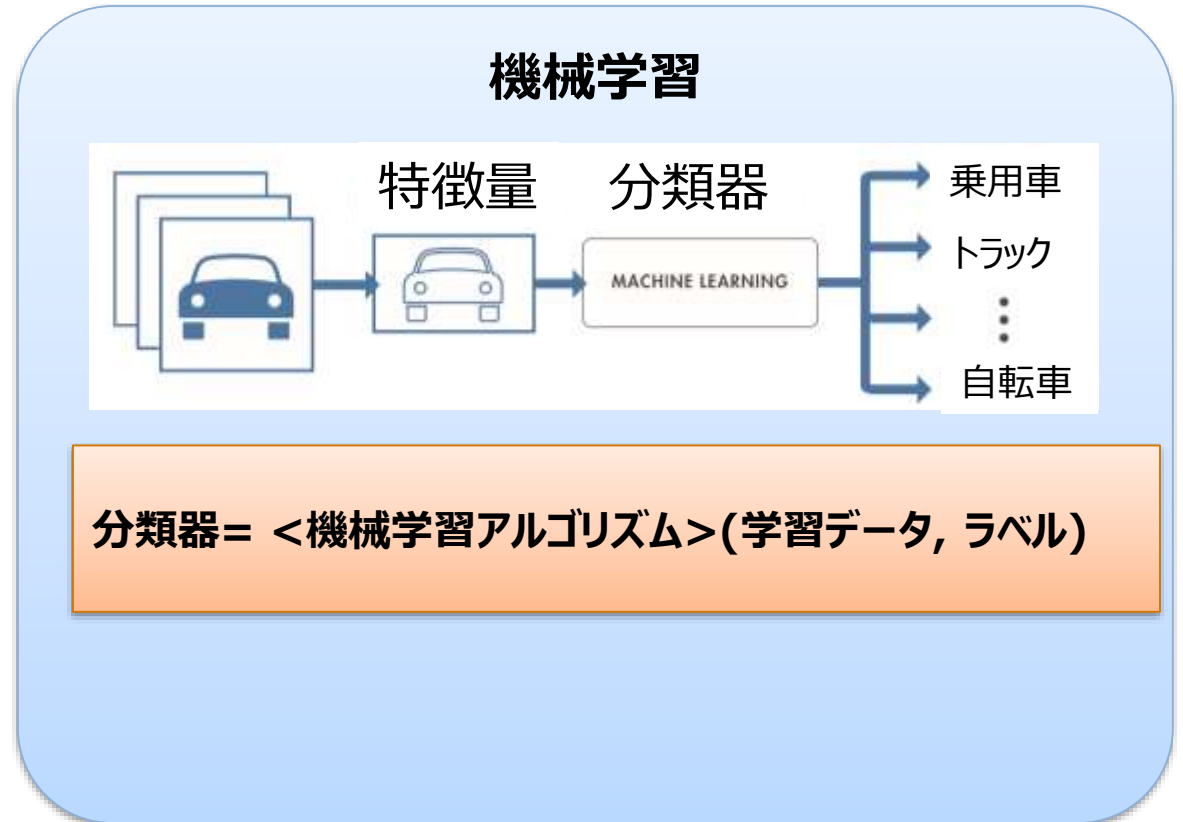 機械学習
特徴量
分類器
MACHINE LEARNING
乗用車
トラック
⋮
自転車
分類器= <機械学習アルゴリズム>(学習データ, ラベル)